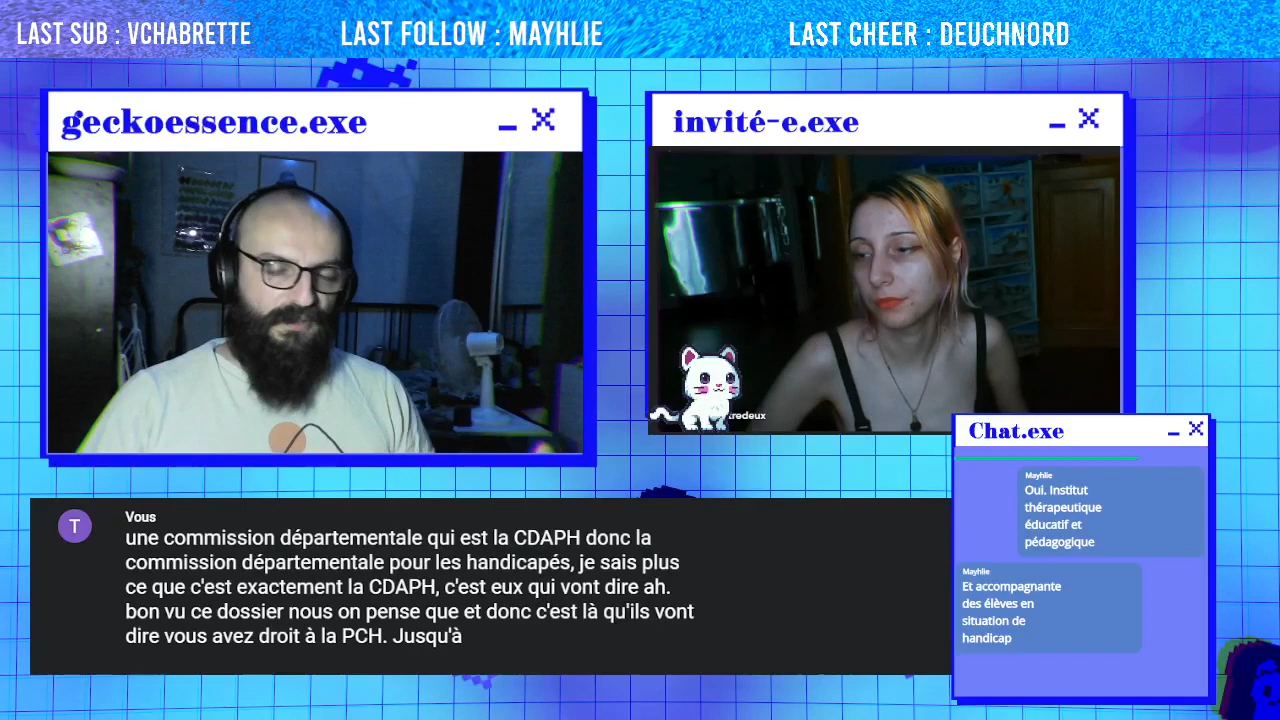 LAST SUB : VCHABRETTE
LAST FOLLOW : MAYHLIE
LAST CHEER : DEUCHNORD
geckoessence.exe
invité-e.exe
redeux
Chat.exe
Mayhlie
Oui. Institut
thérapeutique
éducatif et
pédagogique
Mayhlie
Et accompagnante
des élèves en
situation de
handicap
T
Vous
une commission départementale qui est la CDAPH donc la
commission départementale pour les handicapés, je sais plus
ce que c'est exactement la CDAPH, c'est eux qui vont dire ah.
bon vu ce dossier nous on pense que et donc c'est là qu'ils vont
dire vous avez droit à la PCH. Jusqu'à